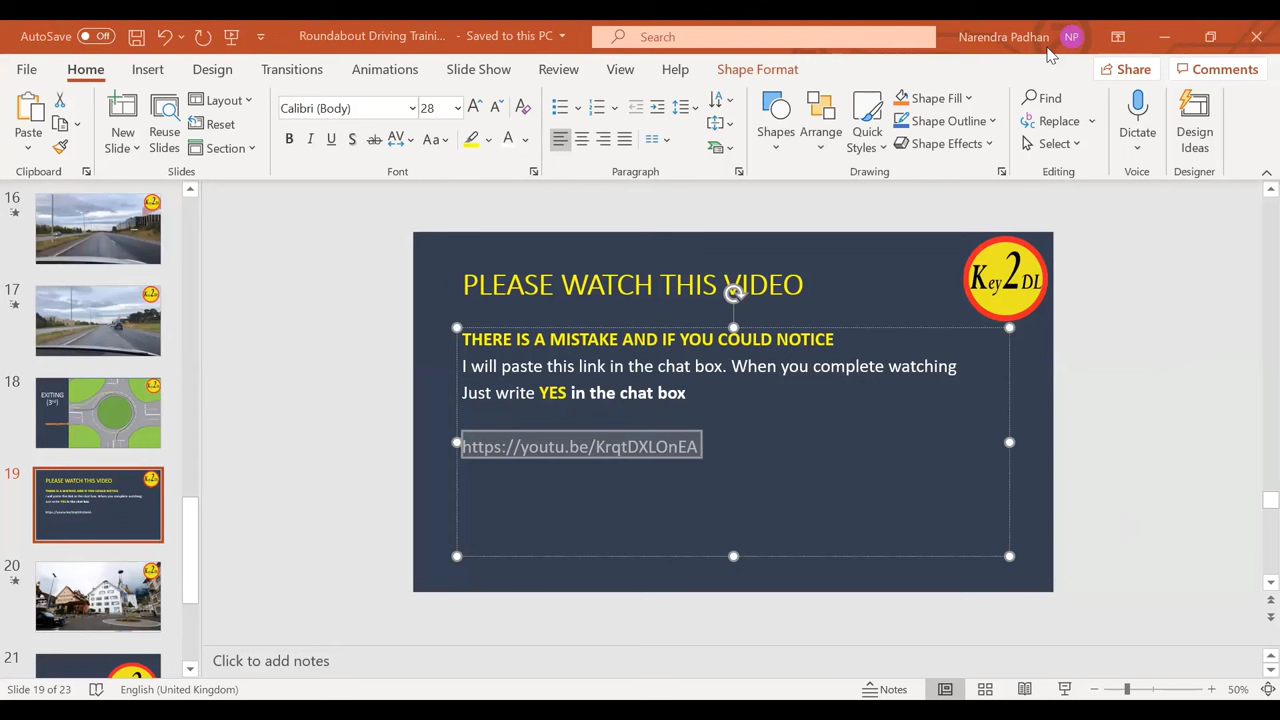 AutoSave Off Roundabout Driving Traini... - Saved to this PC Search Narendra Padhan NP
File Home Insert Design Transitions Animations Slide Show Review View Help Shape Format Share Comments
Paste New Slide Reuse Slides Layout Reset Section Calibri (Body) 28 Shapes Arrange Quick Styles Shape Fill Shape Outline Shape Effects Find Replace Select Dictate Design Ideas
Clipboard Slides Font Paragraph Drawing Editing Voice Designer
16
17
18
EXITING
(3rd)
19
PLEASE WATCH THIS VIDEO
20
21
PLEASE WATCH THIS VIDEO
Key2DL
THERE IS A MISTAKE AND IF YOU COULD NOTICE
I will paste this link in the chat box. When you complete watching
Just write YES in the chat box
https://youtu.be/KrqtDXLOnEA
Click to add notes
Slide 19 of 23 English (United Kingdom) Notes 50%